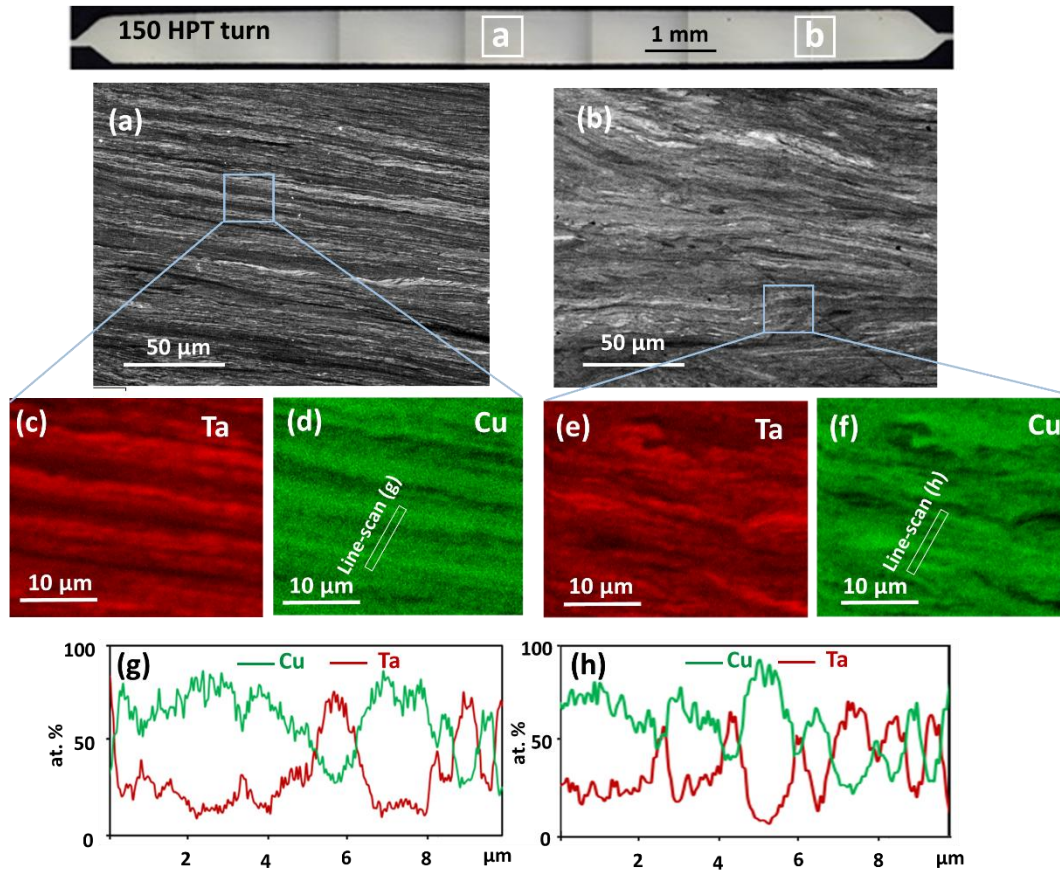 150 HPT turn
a
1 mm
b
(a)
50 µm
(b)
50 µm
(c)
Ta
10 µm
(d)
Cu
Line-scan (g)
10 µm
(e)
Ta
10 µm
(f)
Cu
Line-scan (h)
10 µm
(g)
Cu
Ta
100
50
0
at. %
2
4
6
8
µm
(h)
Cu
Ta
100
50
0
at. %
2
4
6
8
µm